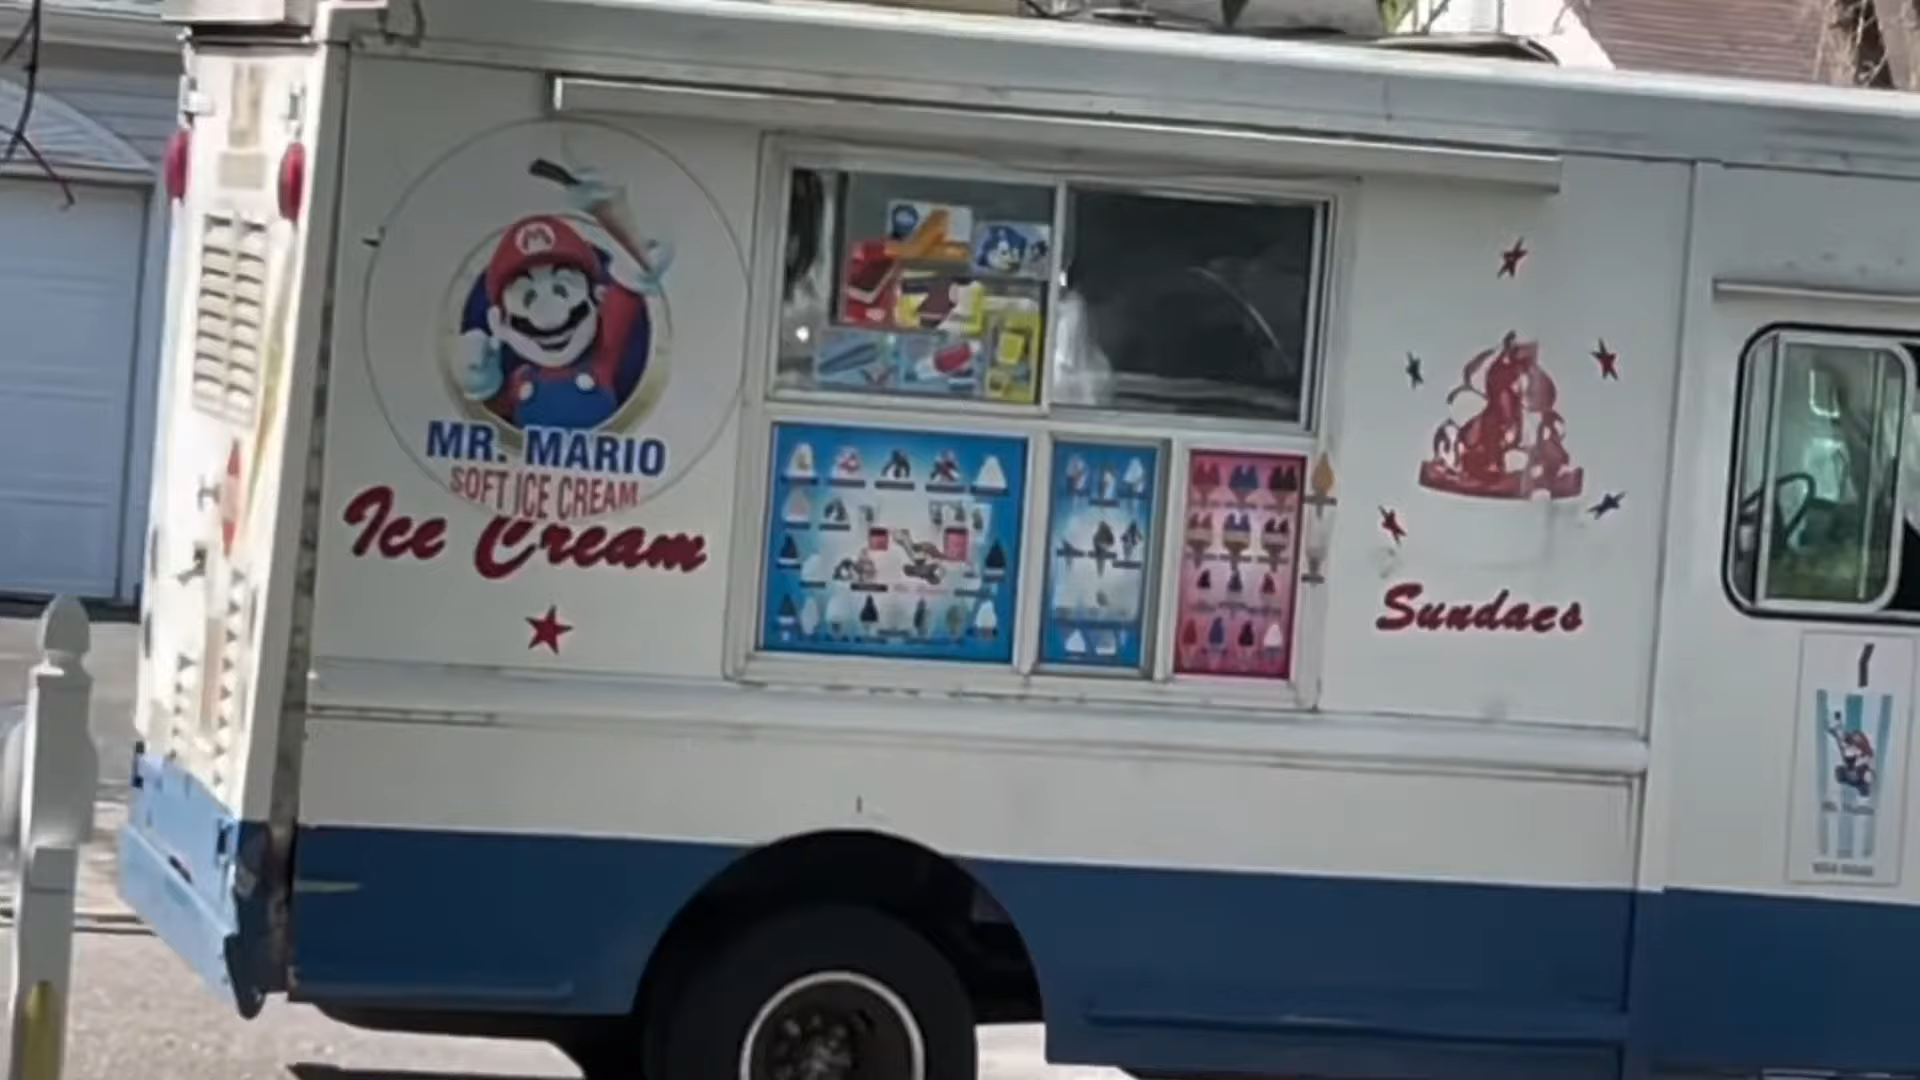 M
MR. MARIO
SOFT ICE CREAM
Ice Cream
Sundaes